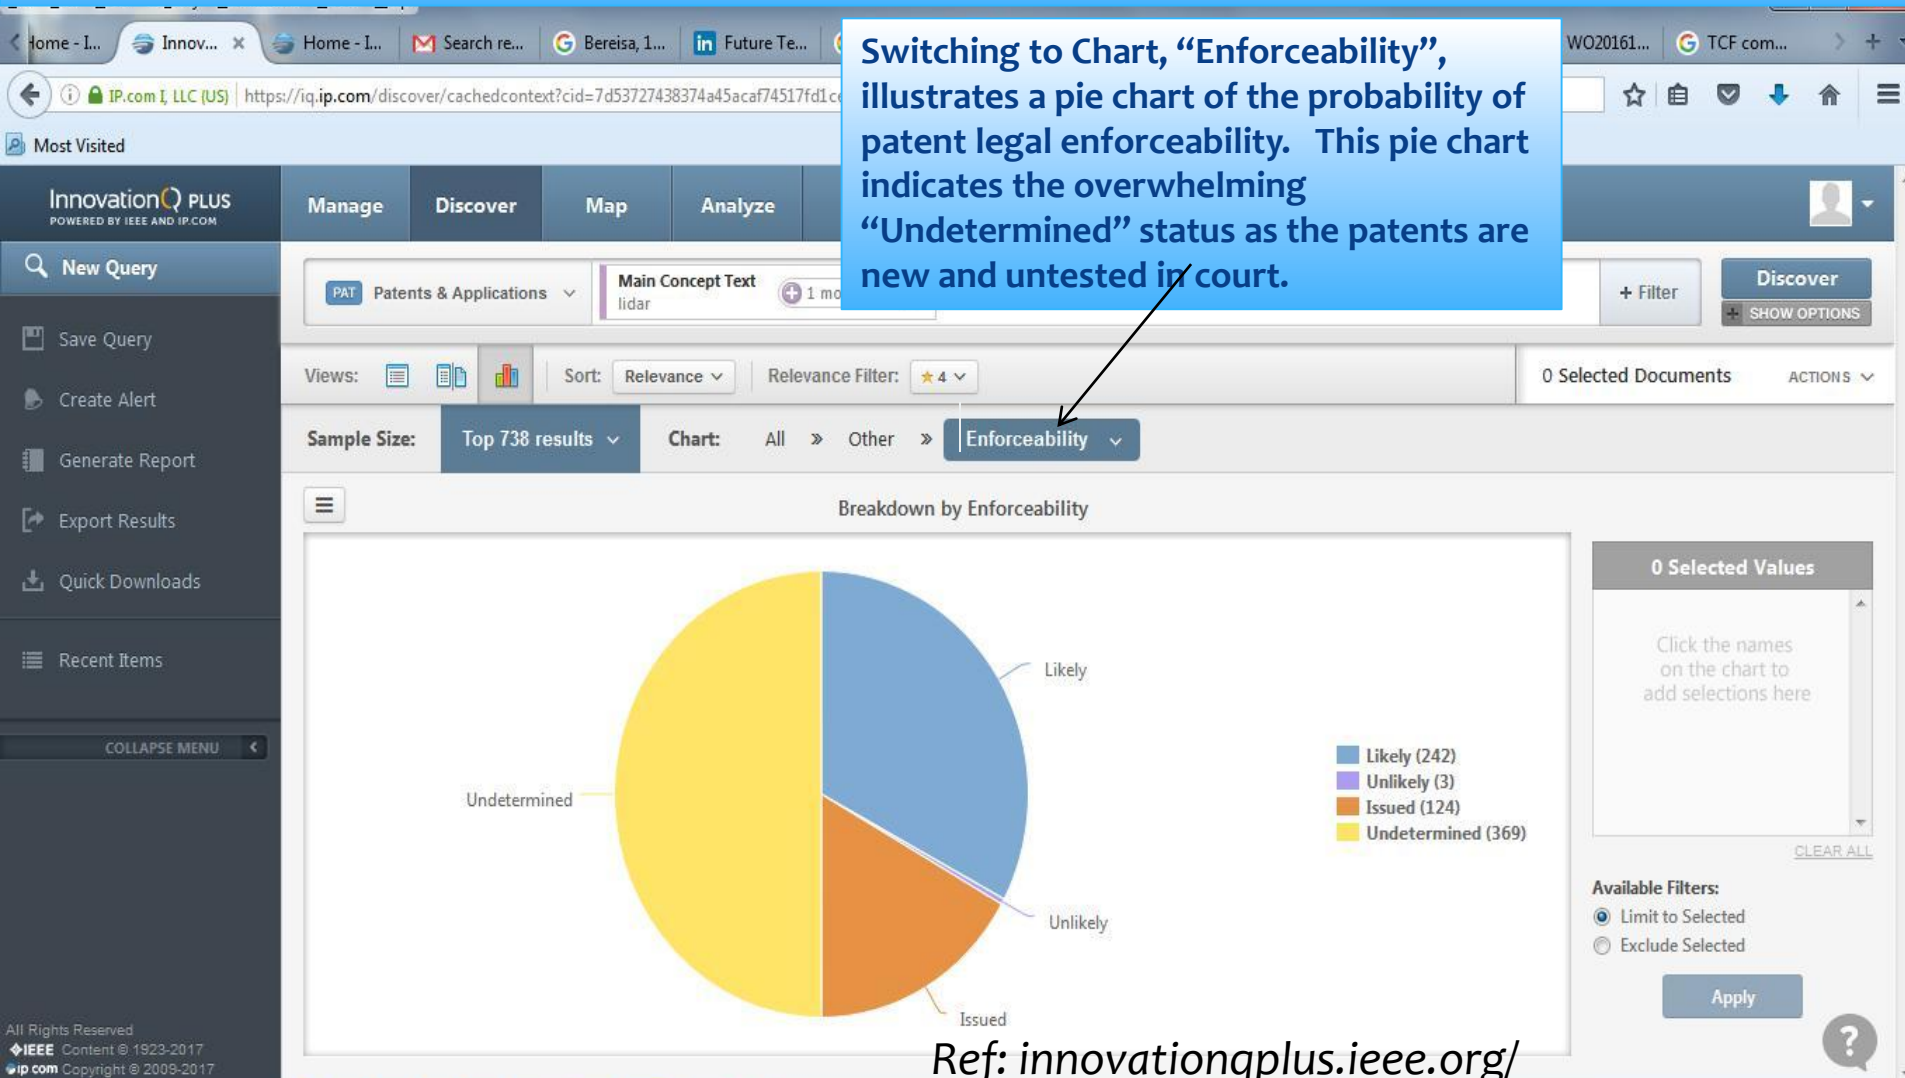 Home - I...
Innov...
Home - I...
Search re...
Bereisa, 1...
Future Te...
WO20161...
TCF com...
IP.com I, LLC (US)
https://iq.ip.com/discover/cachedcontext?cid=7d53727438374a45acaf74517fd1ce
Most Visited
Switching to Chart, “Enforceability”,
illustrates a pie chart of the probability of
patent legal enforceability. This pie chart
indicates the overwhelming
“Undetermined” status as the patents are
new and untested in court.
InnovationQ PLUS
POWERED BY IEEE AND IP.COM
Manage
Discover
Map
Analyze
New Query
Save Query
Create Alert
Generate Report
Export Results
Quick Downloads
Recent Items
COLLAPSE MENU
PAT Patents & Applications
Main Concept Text
lidar
1 mo
+ Filter
Discover
+ SHOW OPTIONS
Views:
Sort: Relevance
Relevance Filter: ★ 4
0 Selected Documents
ACTIONS
Sample Size: Top 738 results
Chart: All » Other » Enforceability
Breakdown by Enforceability
Likely
Undetermined
Unlikely
Issued
Likely (242)
Unlikely (3)
Issued (124)
Undetermined (369)
0 Selected Values
Click the names
on the chart to
add selections here
CLEAR ALL
Available Filters:
Limit to Selected
Exclude Selected
Apply
?
All Rights Reserved
IEEE Content © 1923-2017
ip com Copyright © 2009-2017
Ref: innovationqplus.ieee.org/